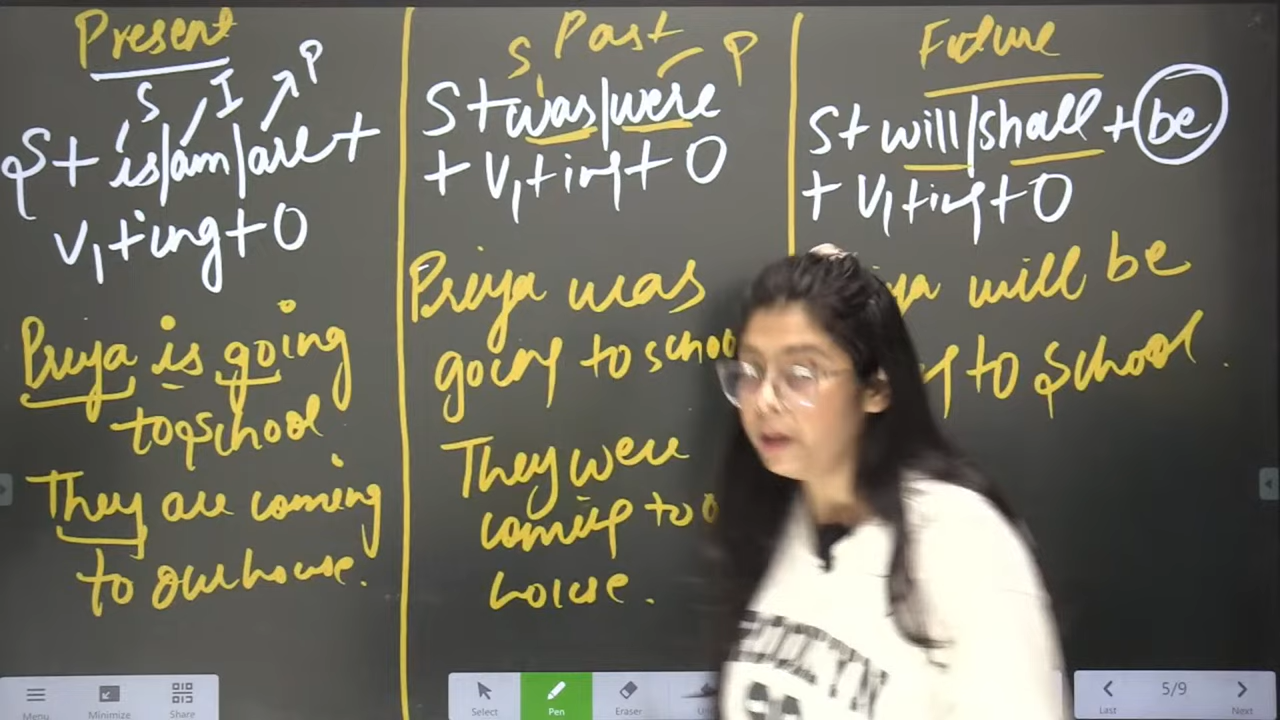 Present
S I P
S + is/am/are +
V1 + ing + O
Priya is going
to school
They are coming
to our house.
Past
S P
S + was/were
+ V1 + ing + O
Priya was
going to
They were
coming to
house.
Future
S + will/shall + be
+ V1 + ing + O
will be
to school.
Menu
Minimize
Share
Select
Pen
Eraser
5/9
Last
Next